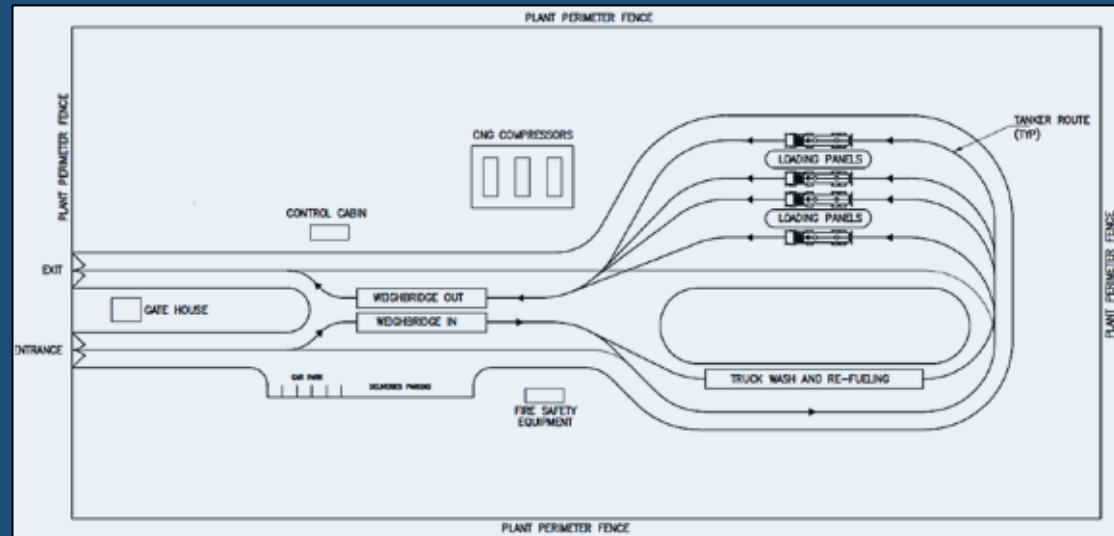 PLANT PERIMETER FENCE
PLANT PERIMETER FENCE
CNG COMPRESSORS
TANKER ROUTE
(TYP)
LOADING PANELS
CONTROL CABIN
LOADING PANELS
PLANT PERIMETER FENCE
EXIT
GATE HOUSE
WEIGHBRIDGE OUT
WEIGHBRIDGE IN
ENTRANCE
CAR PARK
DELIVERIES PARKING
TRUCK WASH AND RE-FUELING
FIRE SAFETY
EQUIPMENT
PLANT PERIMETER FENCE